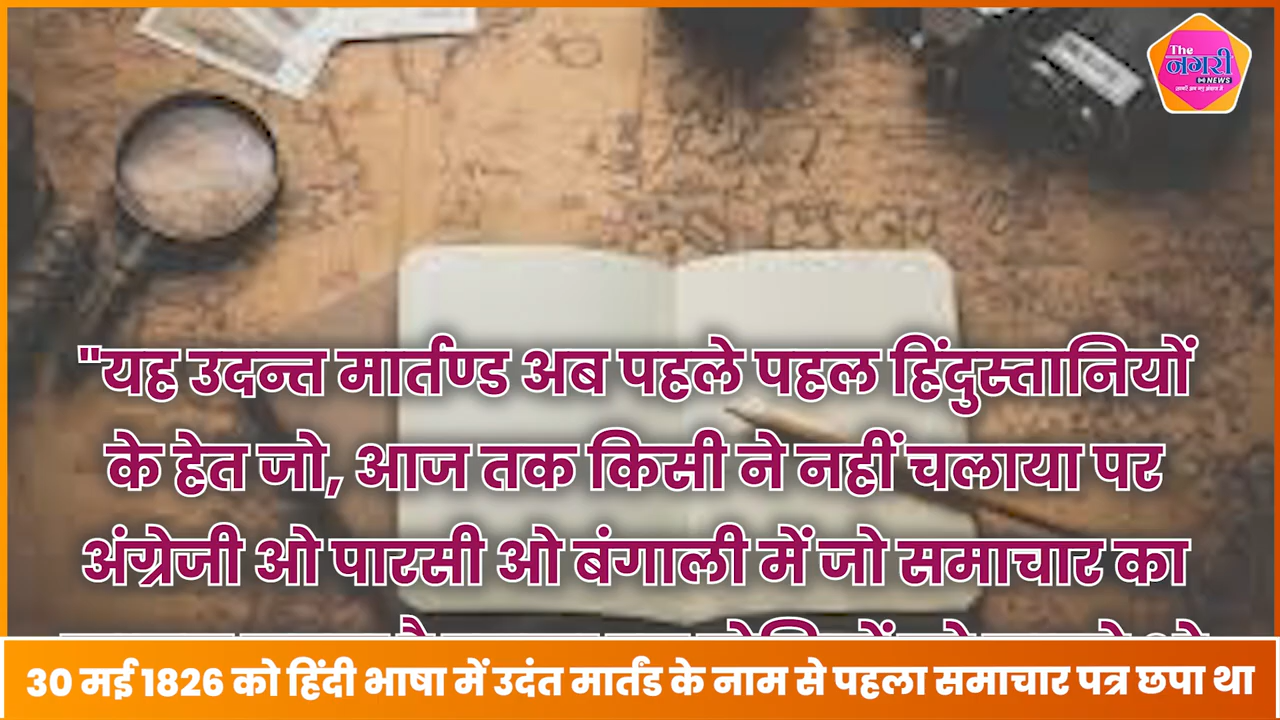 The
नगरी
NEWS
"यह उदन्त मार्तण्ड अब पहले पहल हिंदुस्तानियों
के हेत जो, आज तक किसी ने नहीं चलाया पर
अंग्रेजी ओ पारसी ओ बंगाली में जो समाचार का
30 मई 1826 को हिंदी भाषा में उदंत मार्तंड के नाम से पहला समाचार पत्र छपा था